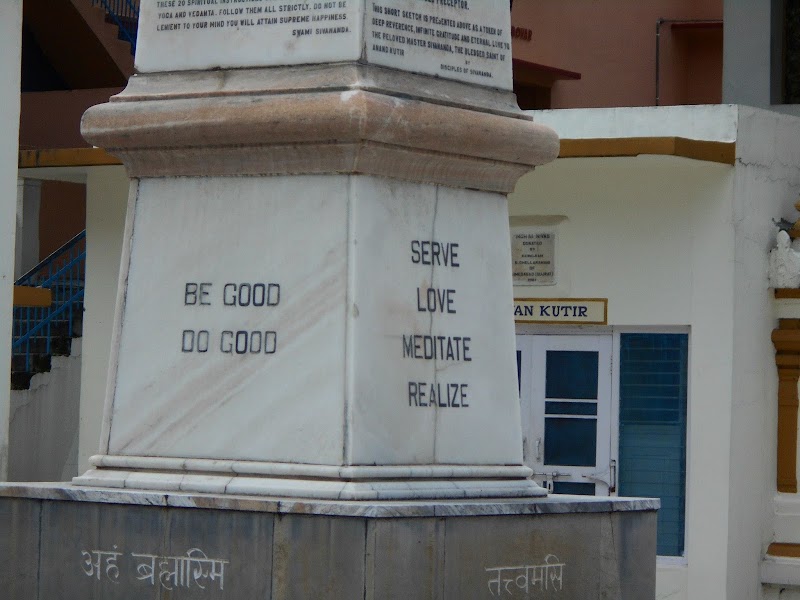 THESE 20 SPIRITUAL INSTRUCTIONS
YOGA AND VEDANTA. FOLLOW THEM ALL STRICTLY. DO NOT BE
LENIENT TO YOUR MIND YOU WILL ATTAIN SUPREME HAPPINESS.
SWAMI SIVANANDA.
PRECEPTOR.
THIS SHORT SKETCH IS PRESENTED ABOVE AS A TOKEN OF
DEEP REVERENCE, INFINITE GRATITUDE AND ETERNAL LOVE TO
THE BELOVED MASTER SIVANANDA, THE BLESSED SAINT OF
ANAND KUTIR
BY
DISCIPLES OF SIVANANDA.
BE GOOD
DO GOOD
SERVE
LOVE
MEDITATE
REALIZE
AN KUTIR
अहं ब्रह्मास्मि
तत्त्वमसि